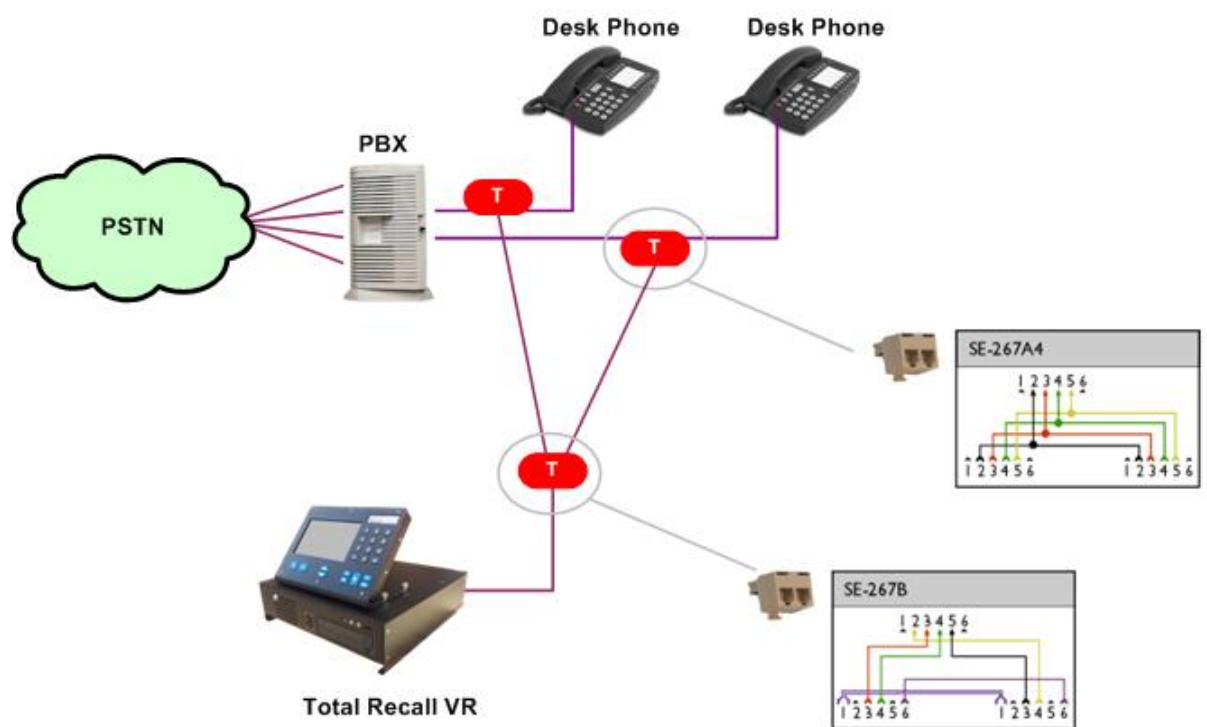 Desk Phone
Desk Phone
PBX
PSTN
T
T
SE-267A4
1 2 3 4 5 6
1 2 3 4 5 6
1 2 3 4 5 6
T
SE-267B
1 2 3 4 5 6
1 2 3 4 5 6
1 2 3 4 5 6
Total Recall VR